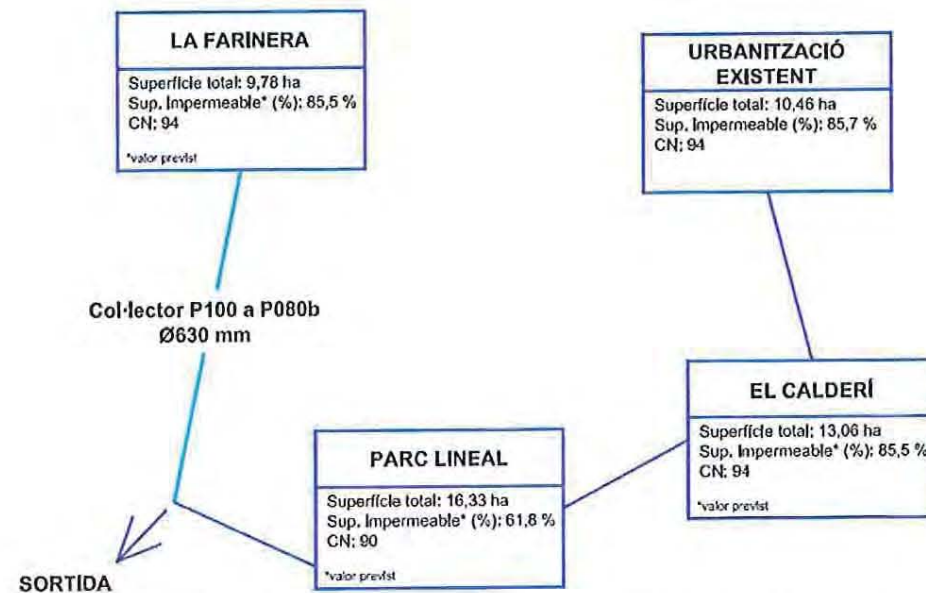 LA FARINERA
Superfície total: 9,78 ha
Sup. Impermeable* (%): 85,5 %
CN: 94
*valor previst
URBANITZACIÓ
EXISTENT
Superfície total: 10,46 ha
Sup. Impermeable (%): 85,7 %
CN: 94
Col·lector P100 a P080b
Ø630 mm
EL CALDERÍ
Superfície total: 13,06 ha
Sup. Impermeable* (%): 85,5 %
CN: 94
*valor previst
PARC LINEAL
Superfície total: 16,33 ha
Sup. Impermeable* (%): 61,8 %
CN: 90
*valor previst
SORTIDA